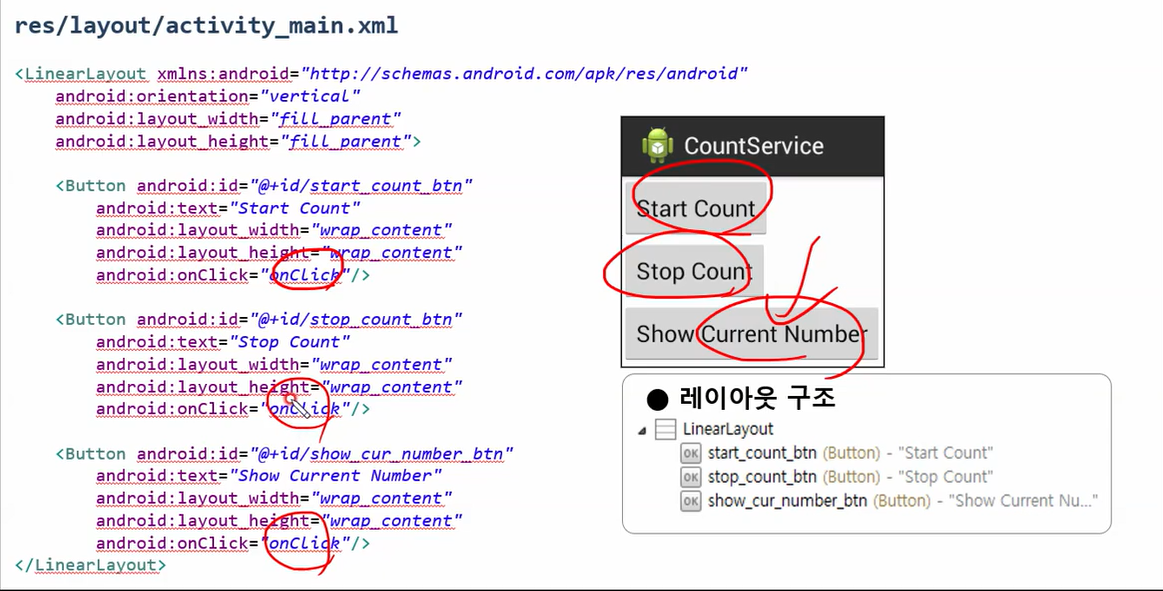 res/layout/activity_main.xml
<LinearLayout xmlns:android="http://schemas.android.com/apk/res/android"
android:orientation="vertical"
android:layout_width="fill_parent"
android:layout_height="fill_parent">
<Button android:id="@+id/start_count_btn"
android:text="Start Count"
android:layout_width="wrap_content"
android:layout_height="wrap_content"
android:onClick="onClick"/>
<Button android:id="@+id/stop_count_btn"
android:text="Stop Count"
android:layout_width="wrap_content"
android:layout_height="wrap_content"
android:onClick="onClick"/>
<Button android:id="@+id/show_cur_number_btn"
android:text="Show Current Number"
android:layout_width="wrap_content"
android:layout_height="wrap_content"
android:onClick="onClick"/>
</LinearLayout>
CountService
Start Count
Stop Count
Show Current Number
● 레이아웃 구조
LinearLayout
OK start_count_btn (Button) - "Start Count"
OK stop_count_btn (Button) - "Stop Count"
OK show_cur_number_btn (Button) - "Show Current Nu..."